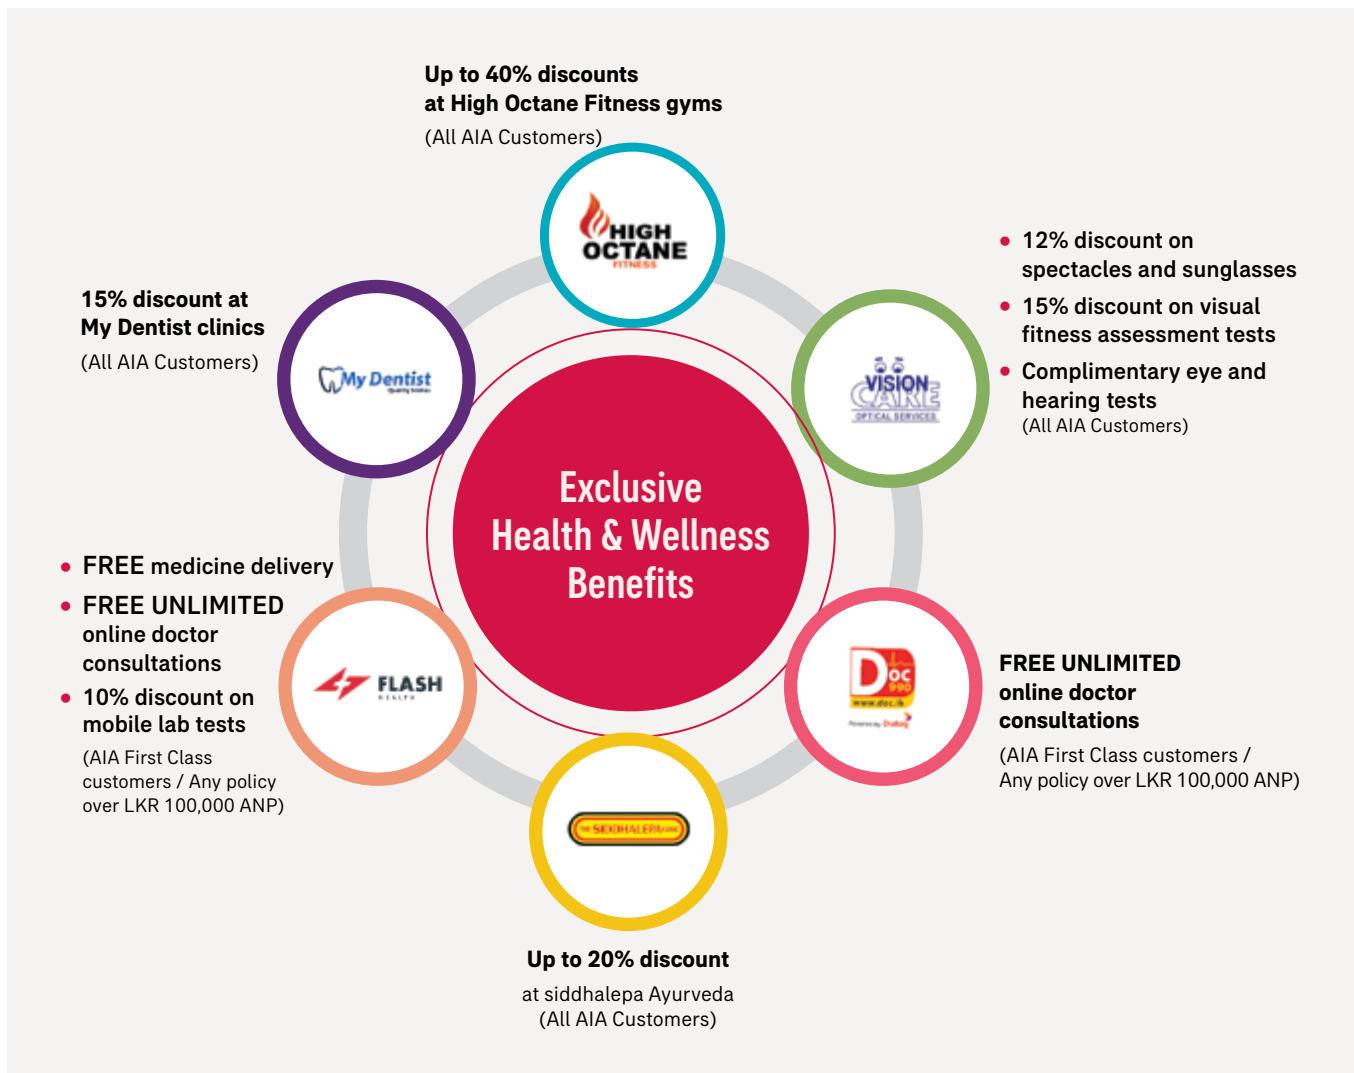 Up to 40% discounts
at High Octane Fitness gyms
(All AIA Customers)
HIGH
OCTANE
FITNESS
15% discount at
My Dentist clinics
(All AIA Customers)
My Dentist
• 12% discount on
spectacles and sunglasses
• 15% discount on visual
fitness assessment tests
• Complimentary eye and
hearing tests
(All AIA Customers)
VISION
CARE
OPTICAL SERVICES
Exclusive
Health & Wellness
Benefits
• FREE medicine delivery
• FREE UNLIMITED
online doctor
consultations
• 10% discount on
mobile lab tests
(AIA First Class
customers / Any policy
over LKR 100,000 ANP)
FLASH
HEALTH
Doc
990
www.doc.lk
Powered by Dialog
FREE UNLIMITED
online doctor
consultations
(AIA First Class customers /
Any policy over LKR 100,000 ANP)
THE SIDDHALEPA
Up to 20% discount
at siddhalepa Ayurveda
(All AIA Customers)